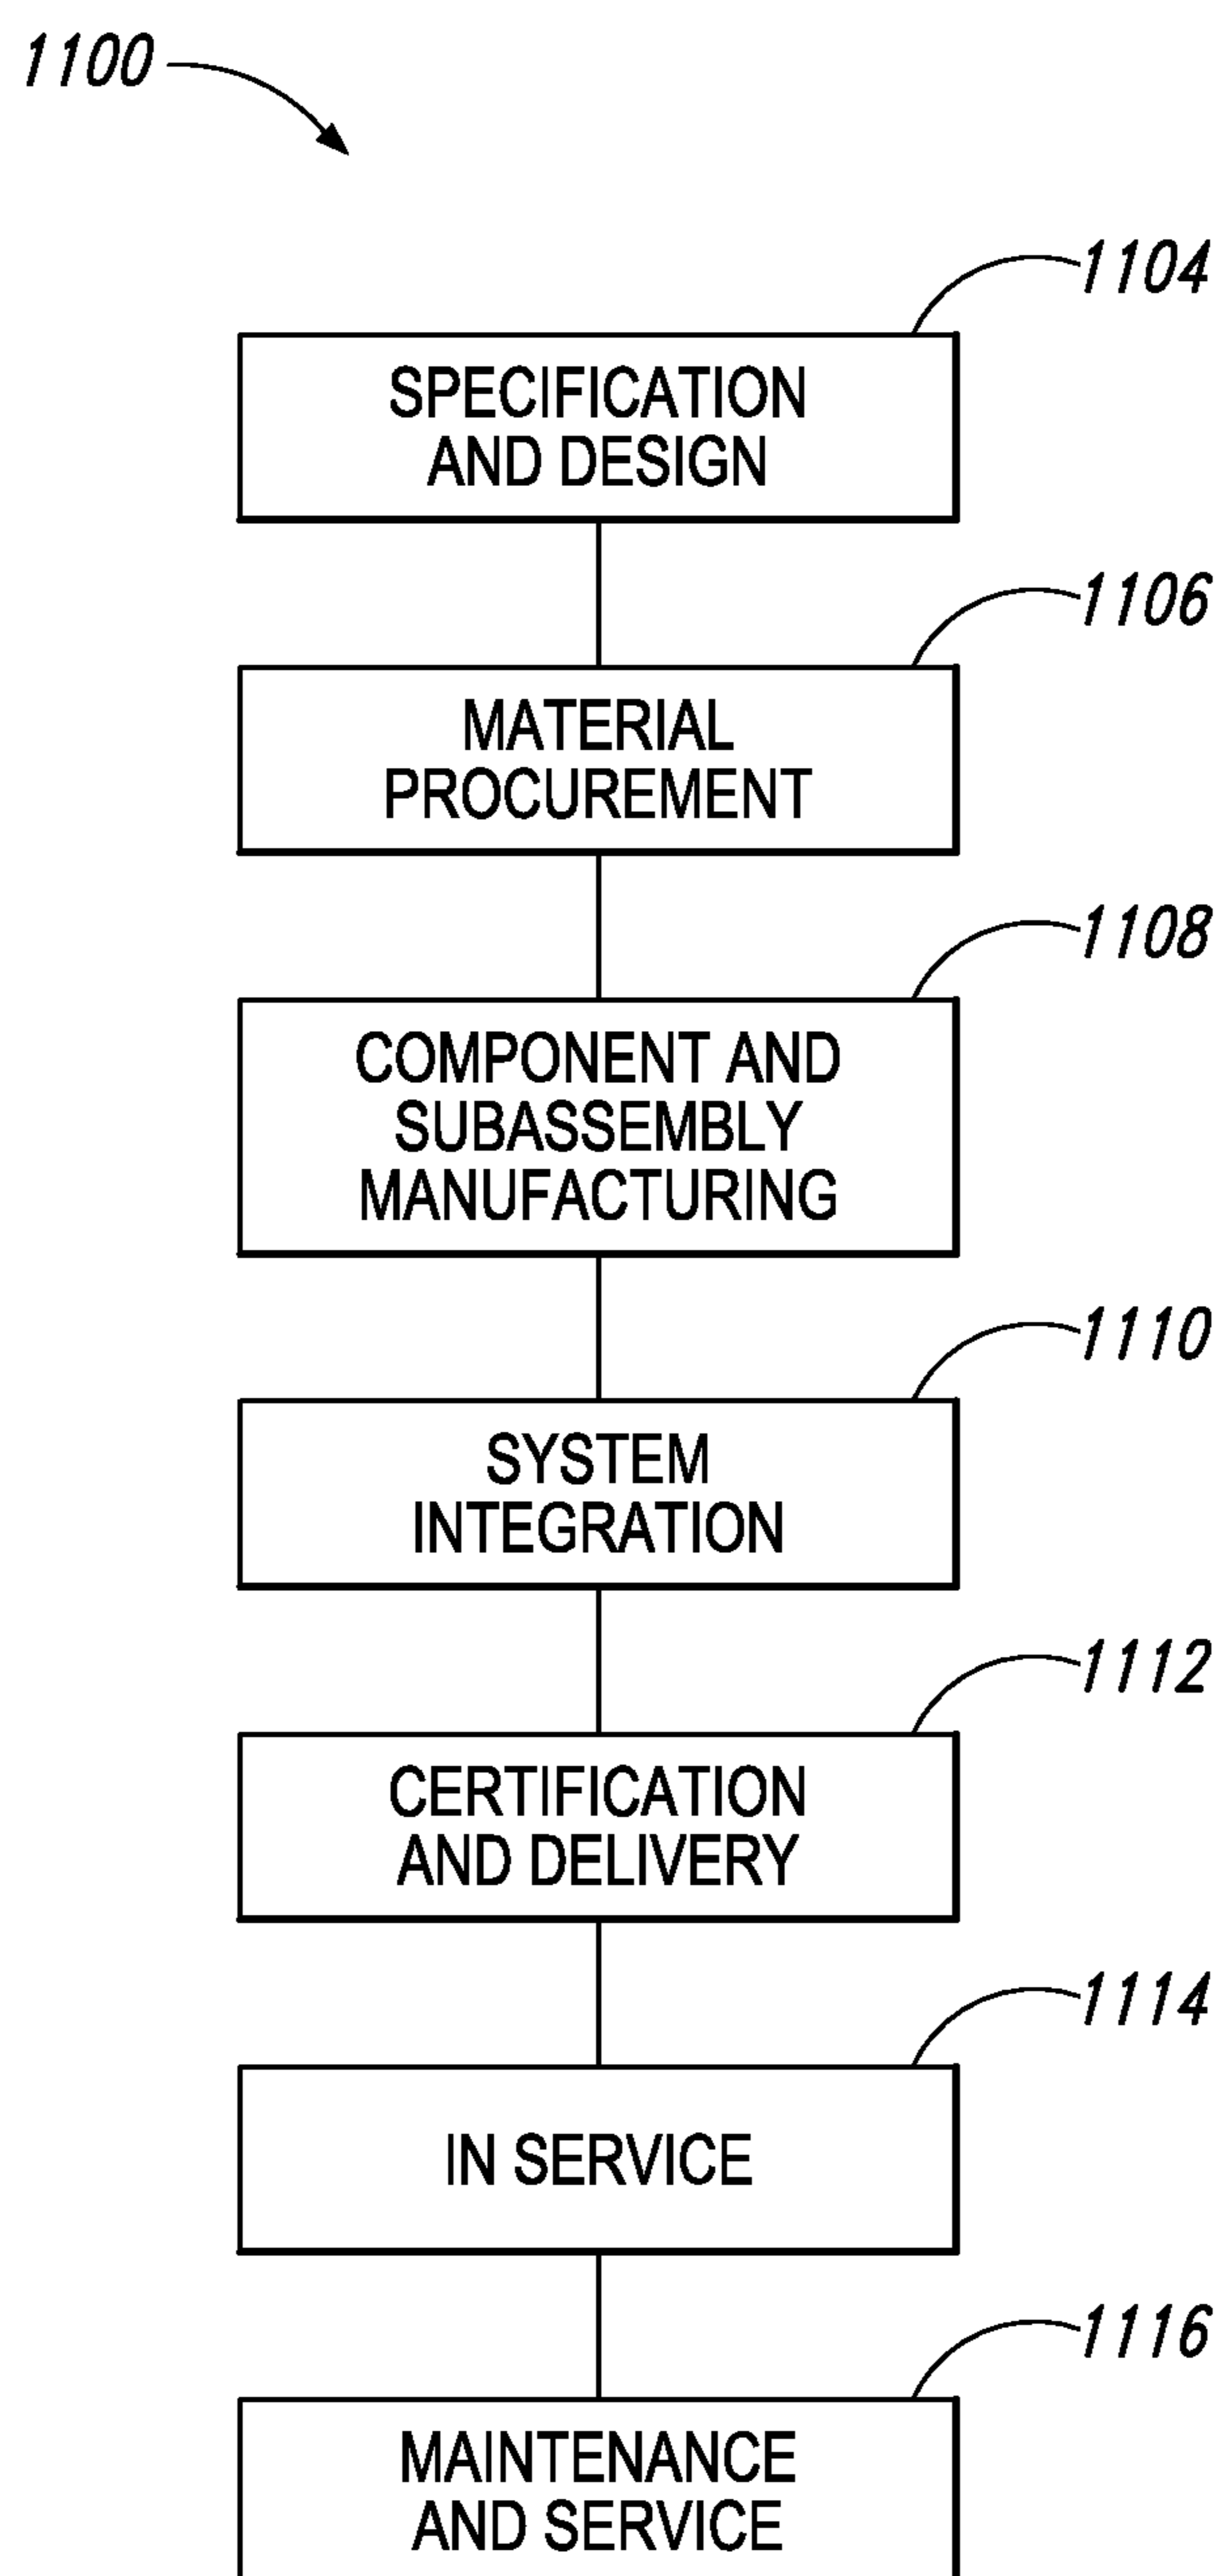 1100
1104
SPECIFICATION
AND DESIGN
1106
MATERIAL
PROCUREMENT
1108
COMPONENT AND
SUBASSEMBLY
MANUFACTURING
1110
SYSTEM
INTEGRATION
1112
CERTIFICATION
AND DELIVERY
1114
IN SERVICE
1116
MAINTENANCE
AND SERVICE